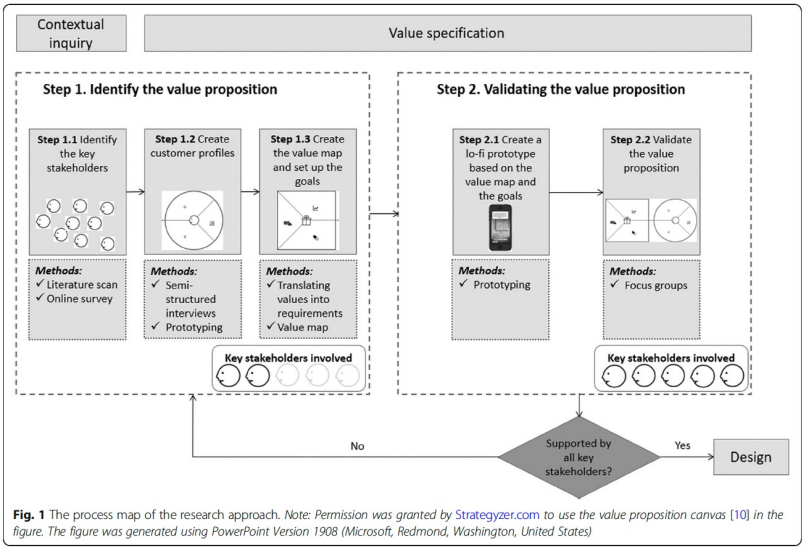 Contextual
inquiry
Value specification
Step 1. Identify the value proposition
Step 1.1 Identify
the key
stakeholders
Methods:
✓ Literature scan
✓ Online survey
Step 1.2 Create
customer profiles
Methods:
✓ Semi-
structured
interviews
✓ Prototyping
Step 1.3 Create
the value map
and set up the
goals
Methods:
✓ Translating
values into
requirements
✓ Value map
Key stakeholders involved
Step 2. Validating the value proposition
Step 2.1 Create a
lo-fi prototype
based on the
value map and
the goals
Methods:
✓ Prototyping
Step 2.2 Validate
the value
proposition
Methods:
✓ Focus groups
Key stakeholders involved
No
Supported by
all key
stakeholders?
Yes
Design
Fig. 1 The process map of the research approach. Note: Permission was granted by Strategyzer.com to use the value proposition canvas [10] in the
figure. The figure was generated using PowerPoint Version 1908 (Microsoft, Redmond, Washington, United States)